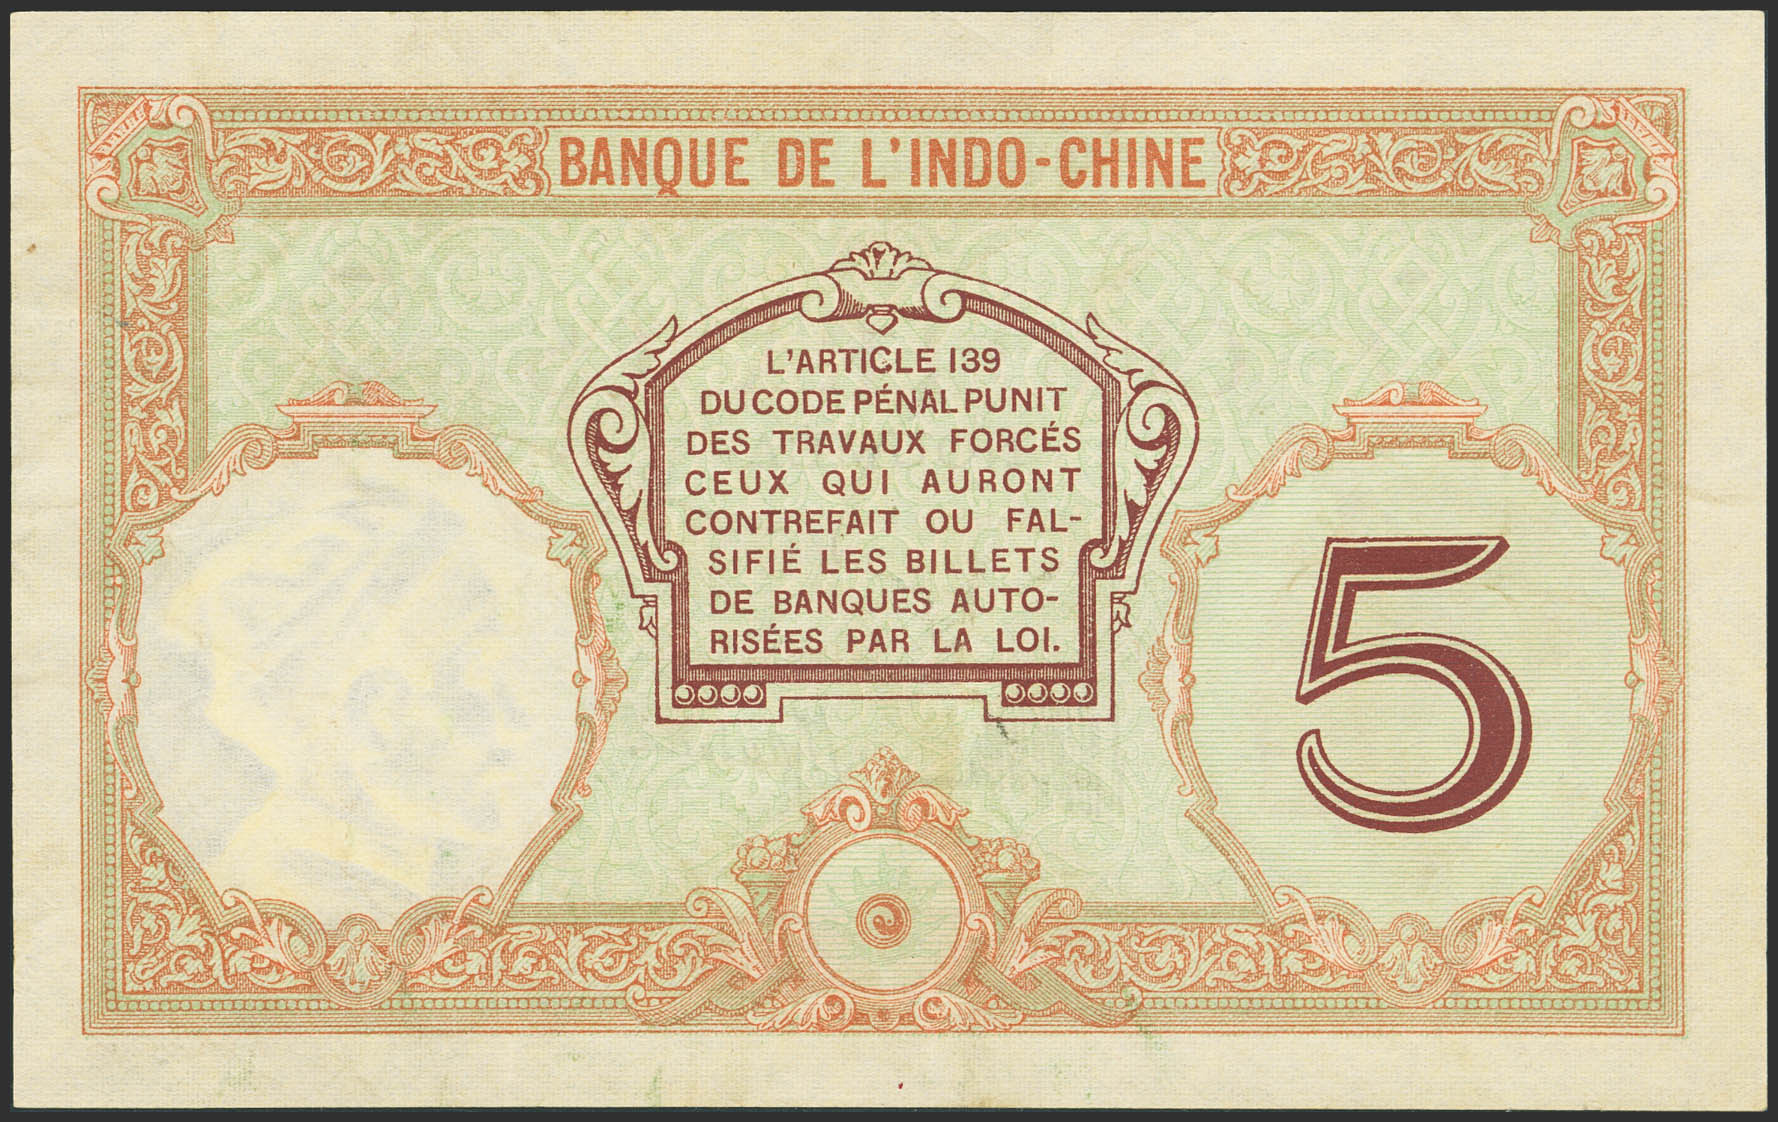 BANQUE DE L'INDO-CHINE
L'ARTICLE 139
DU CODE PÉNAL PUNIT
DES TRAVAUX FORCÉS
CEUX QUI AURONT
CONTREFAIT OU FAL-
SIFIÉ LES BILLETS
DE BANQUES AUTO-
RISÉES PAR LA LOI.
5